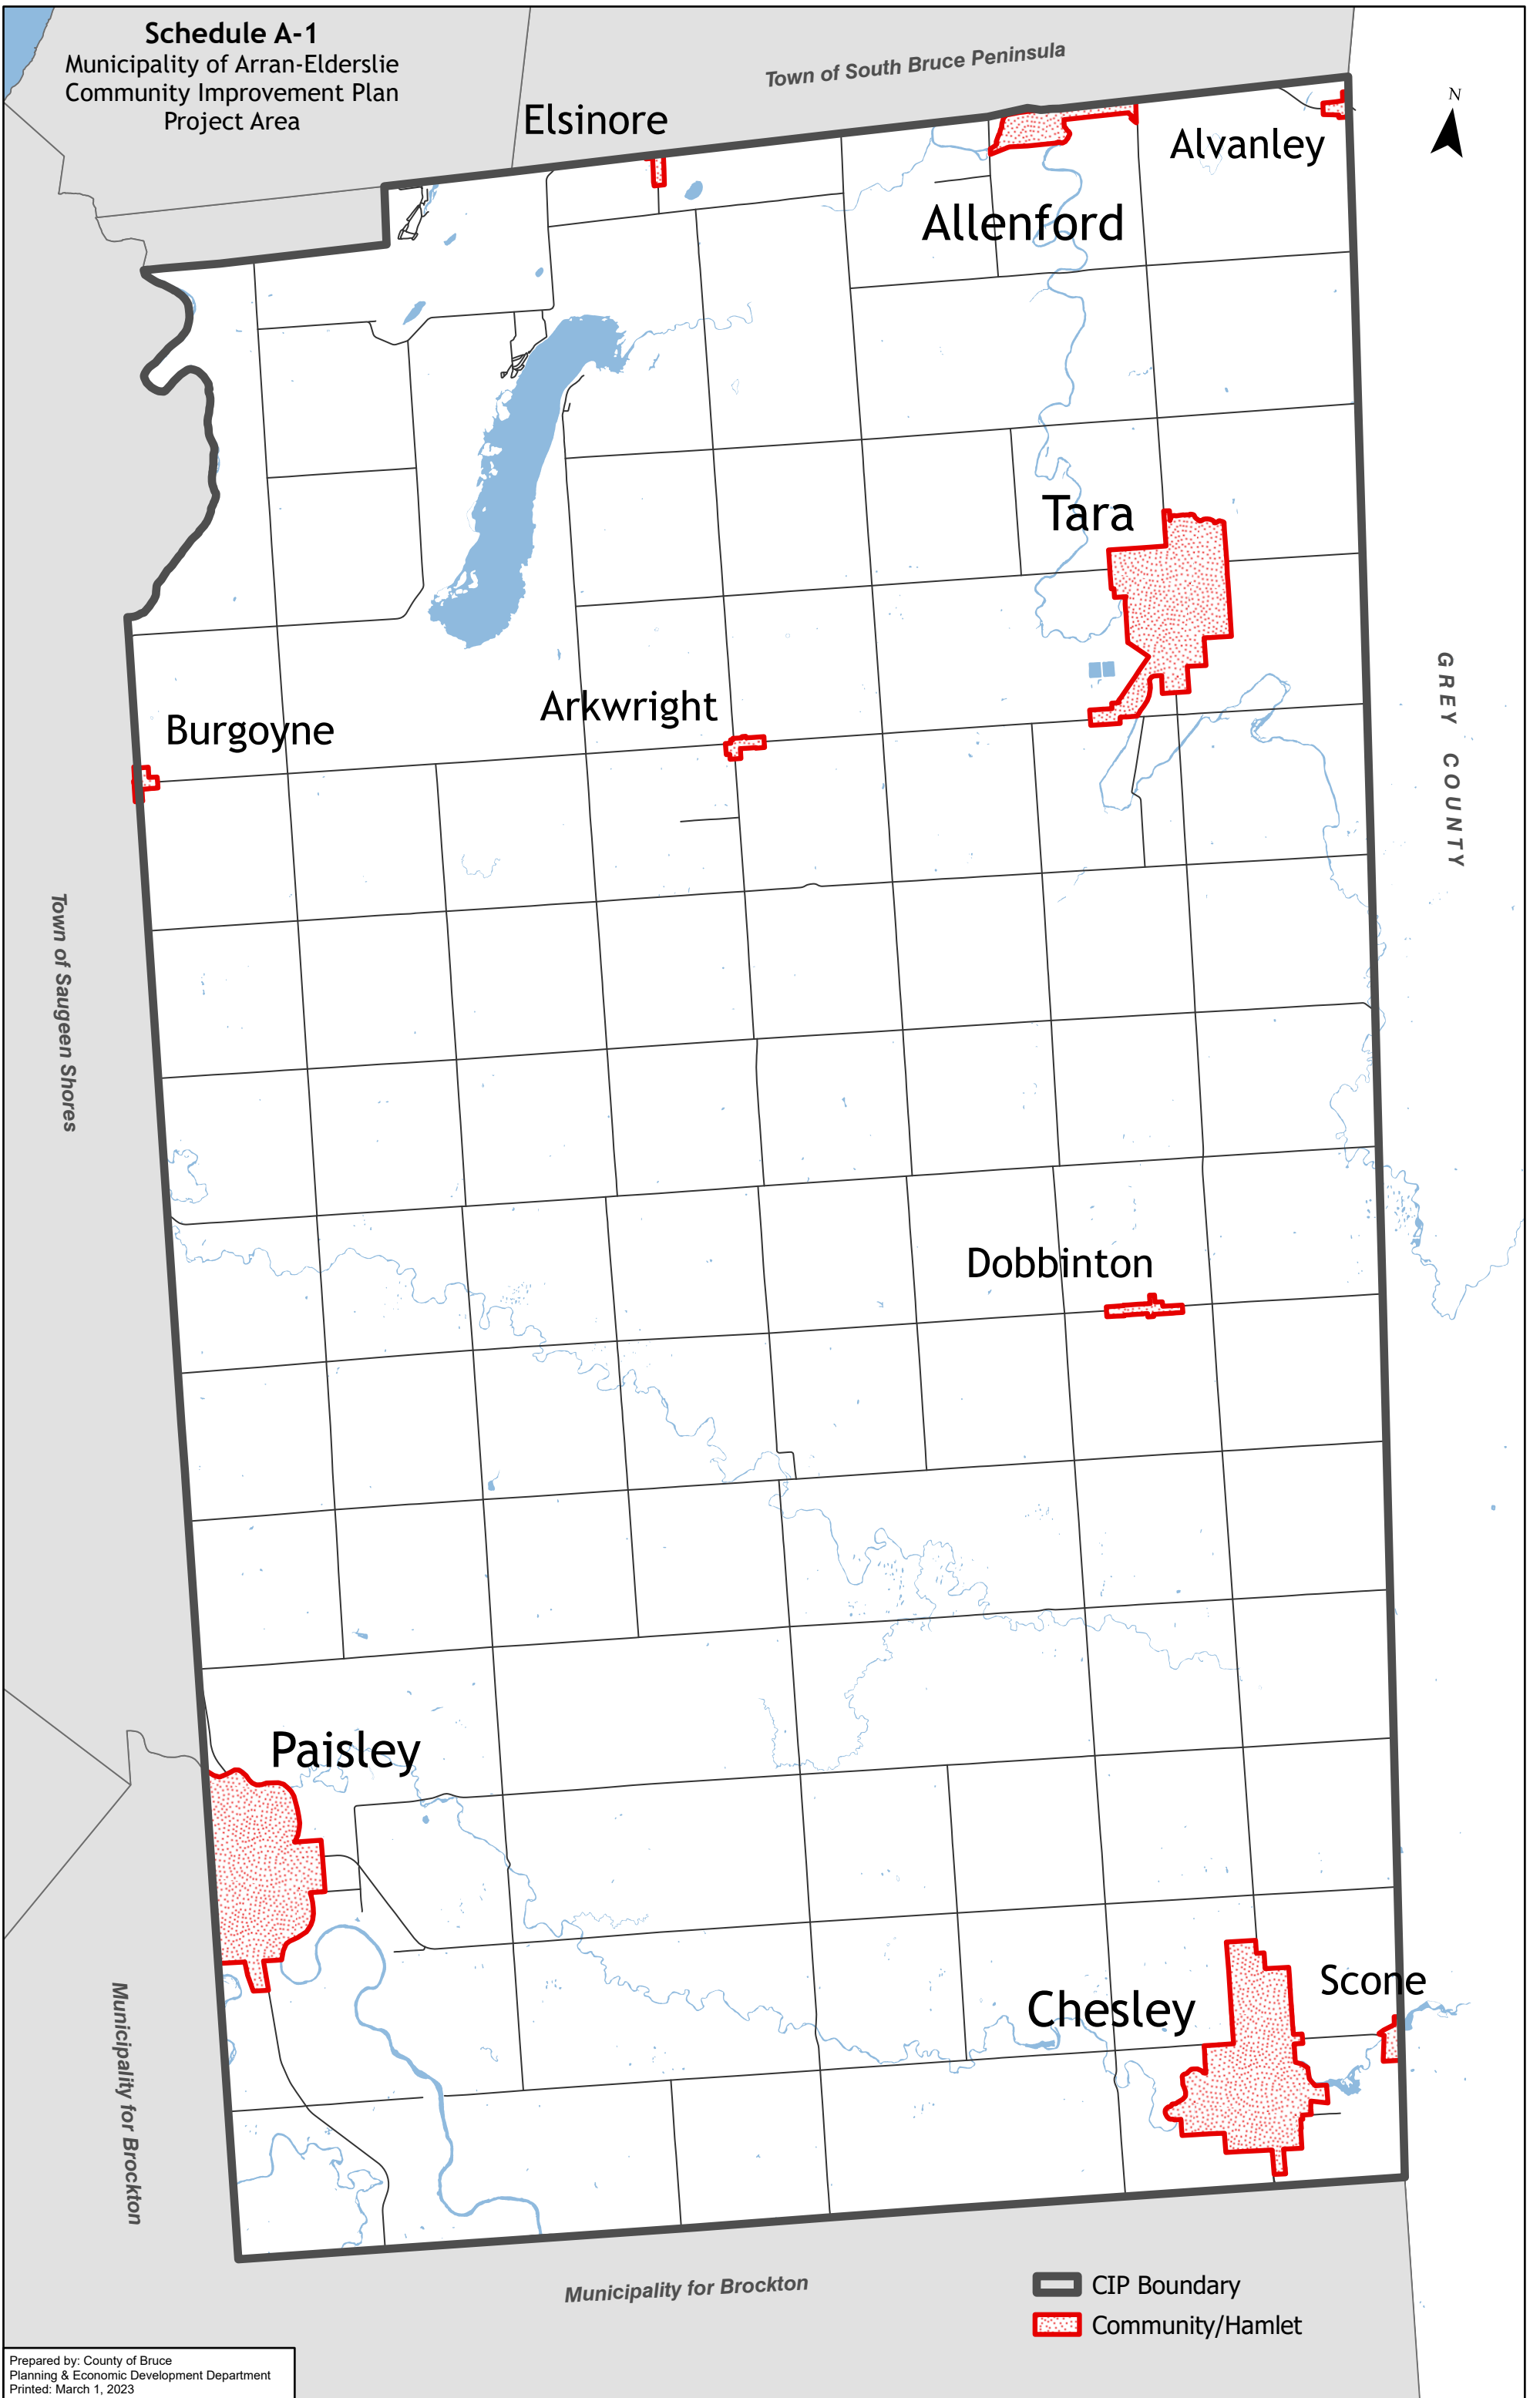 Schedule A-1
Municipality of Arran-Elderslie
Community Improvement Plan
Project Area
Town of South Bruce Peninsula
N
Elsinore
Alvanley
Allenford
Tara
GREY COUNTY
Arkwright
Burgoyne
Town of Saugeen Shores
Dobbinton
Paisley
Scone
Chesley
Municipality for Brockton
Municipality for Brockton
CIP Boundary
Community/Hamlet
Prepared by: County of Bruce
Planning & Economic Development Department
Printed: March 1, 2023